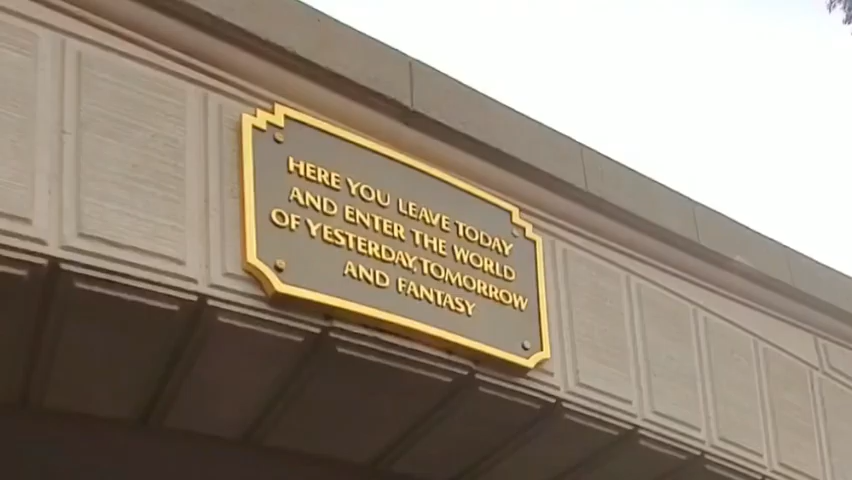 HERE YOU LEAVE TODAY
AND ENTER THE WORLD
OF YESTERDAY, TOMORROW
AND FANTASY